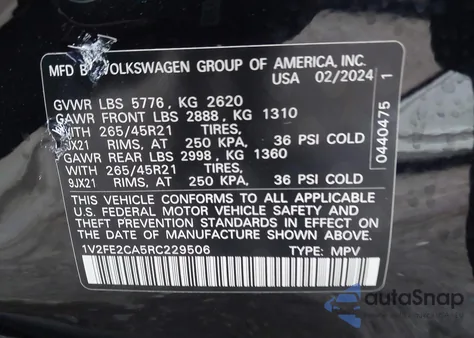 MFD BY VOLKSWAGEN GROUP OF AMERICA, INC.
USA 02/2024
GVWR LBS 5776 , KG 2620
GAWR FRONT LBS 2888 , KG 1310
WITH 265/45R21 TIRES,
9JX21 RIMS, AT 250 KPA, 36 PSI COLD
GAWR REAR LBS 2998 , KG 1360
WITH 265/45R21 TIRES,
9JX21 RIMS, AT 250 KPA, 36 PSI COLD
THIS VEHICLE CONFORMS TO ALL APPLICABLE
U.S. FEDERAL MOTOR VEHICLE SAFETY AND
THEFT PREVENTION STANDARDS IN EFFECT ON THE
DATE OF MANUFACTURE SHOWN ABOVE.
1V2FE2CA5RC229506 TYPE: MPV
0440475 1
autoSnap